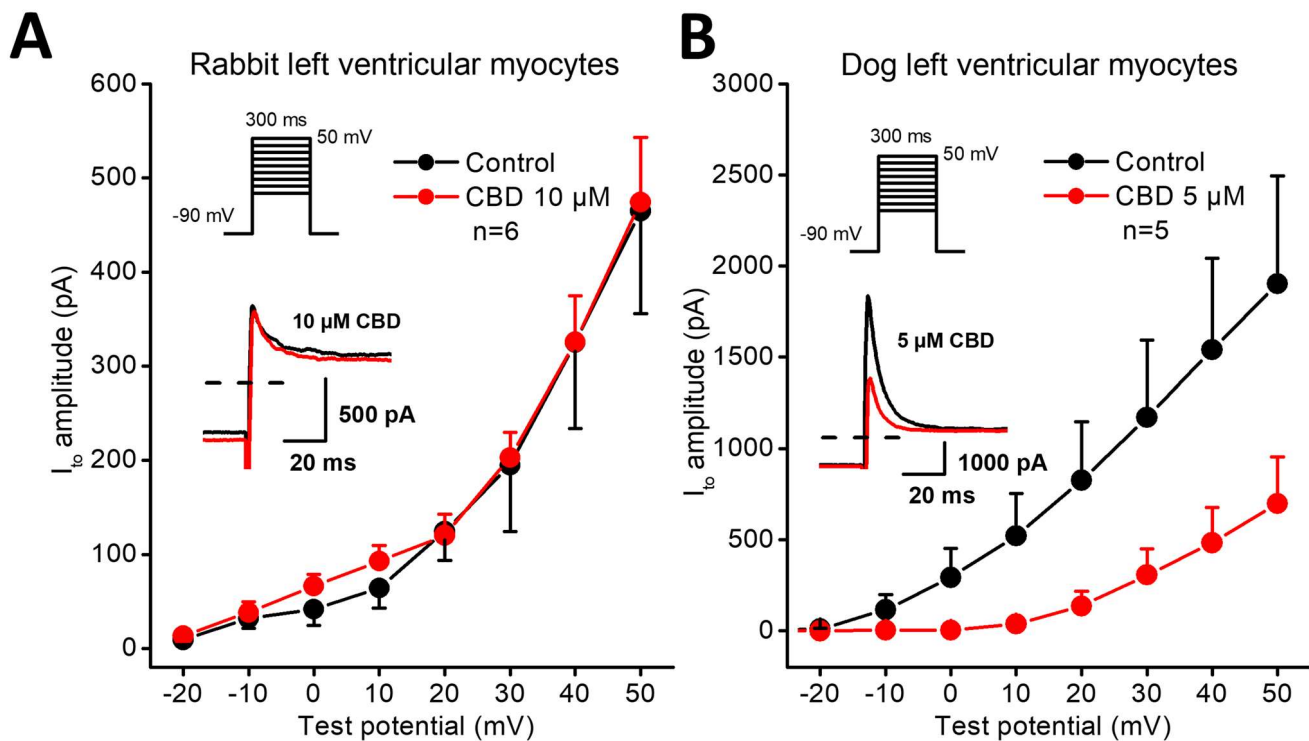 A
Rabbit left ventricular myocytes
600
500
400
300
200
100
0
I_to amplitude (pA)
300 ms
50 mV
-90 mV
Control
CBD 10 µM
n=6
10 µM CBD
500 pA
20 ms
-20 -10 0 10 20 30 40 50
Test potential (mV)
B
Dog left ventricular myocytes
3000
2500
2000
1500
1000
500
0
I_to amplitude (pA)
300 ms
50 mV
-90 mV
Control
CBD 5 µM
n=5
5 µM CBD
1000 pA
20 ms
-20 -10 0 10 20 30 40 50
Test potential (mV)